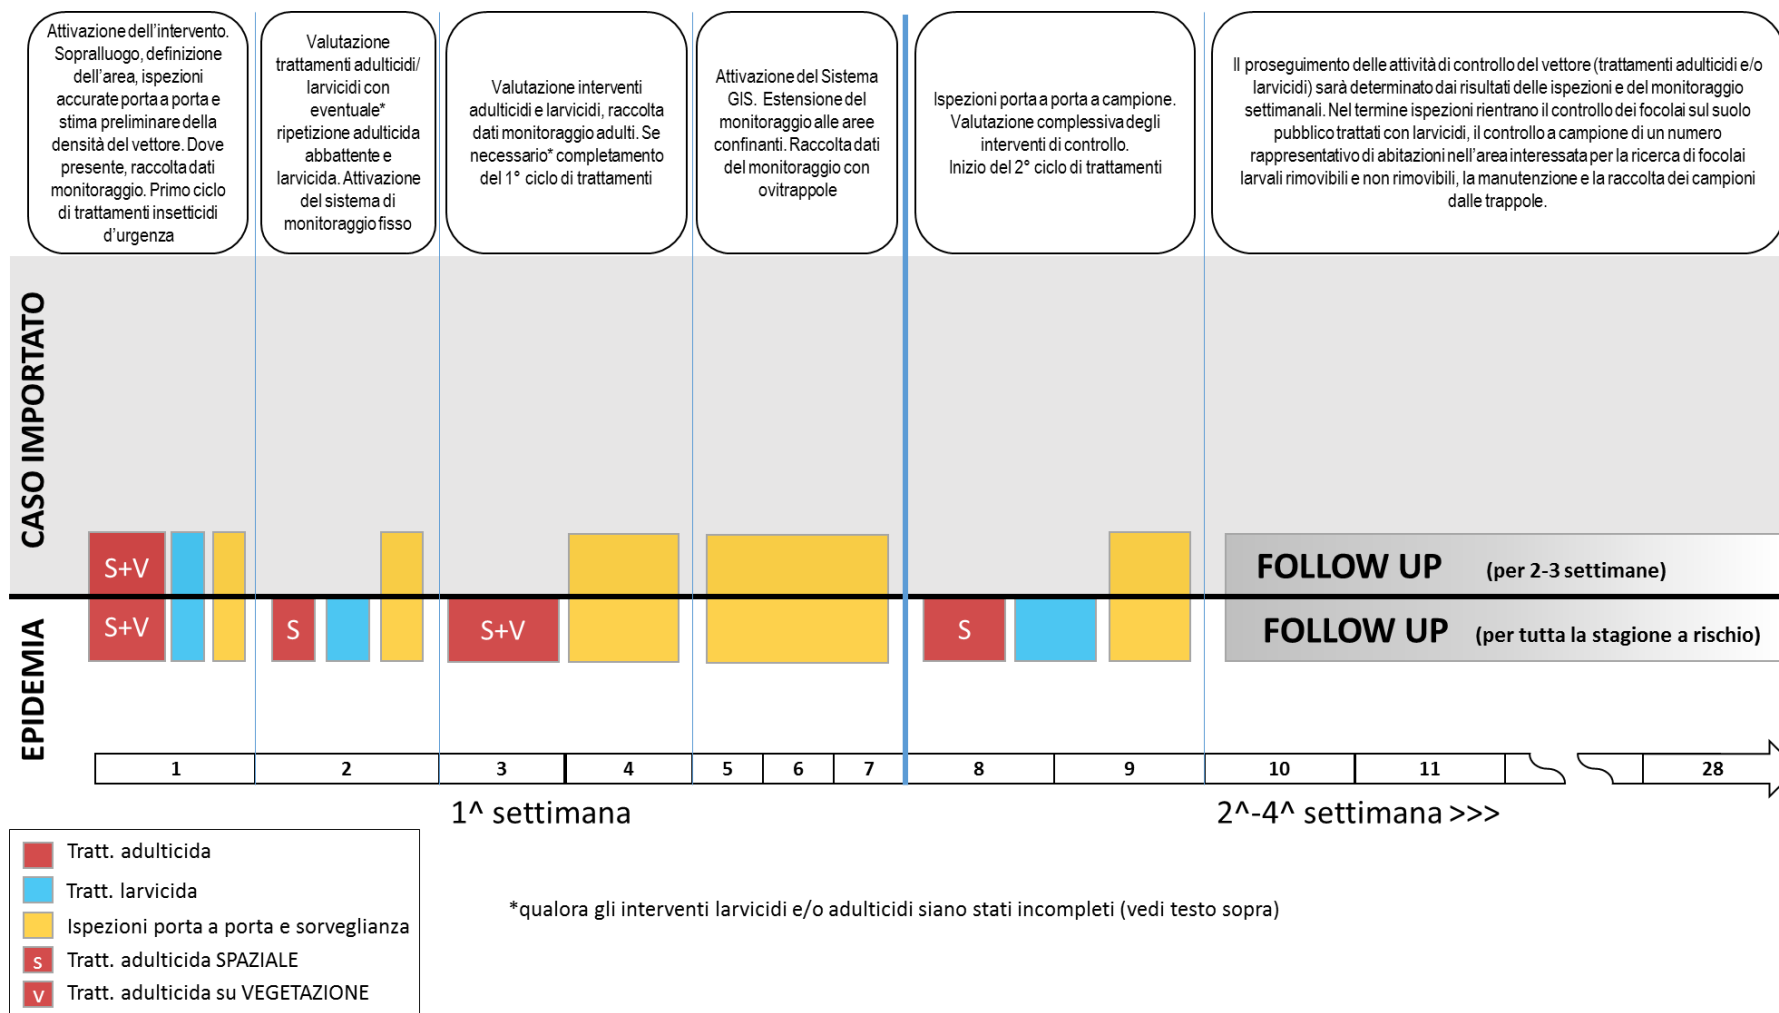 Attivazione dell'intervento.
Sopralluogo, definizione
dell'area, ispezioni
accurate porta a porta e
stima preliminare della
densità del vettore. Dove
presente, raccolta dati
monitoraggio. Primo ciclo
di trattamenti insetticidi
d'urgenza
Valutazione
trattamenti adulticidi/
larvicidi con
eventuale*
ripetizione adulticida
abbattente e
larvicida. Attivazione
del sistema di
monitoraggio fisso
Valutazione interventi
adulticidi e larvicidi, raccolta
dati monitoraggio adulti. Se
necessario* completamento
del 1° ciclo di trattamenti
Attivazione del Sistema
GIS. Estensione del
monitoraggio alle aree
confinanti. Raccolta dati
del monitoraggio con
ovitrappole
Ispezioni porta a porta a campione.
Valutazione complessiva degli
interventi di controllo.
Inizio del 2° ciclo di trattamenti
Il proseguimento delle attività di controllo del vettore (trattamenti adulticidi e/o
larvicidi) sarà determinato dai risultati delle ispezioni e del monitoraggio
settimanali. Nel termine ispezioni rientrano il controllo dei focolai sul suolo
pubblico trattati con larvicidi, il controllo a campione di un numero
rappresentativo di abitazioni nell'area interessata per la ricerca di focolai
larvali rimovibili e non rimovibili, la manutenzione e la raccolta dei campioni
dalle trappole.
CASO IMPORTATO
S+V
FOLLOW UP (per 2-3 settimane)
EPIDEMIA
S+V
S
S+V
S
FOLLOW UP (per tutta la stagione a rischio)
1 2 3 4 5 6 7 8 9 10 11 28
1^ settimana
2^-4^ settimana >>>
Tratt. adulticida
Tratt. larvicida
Ispezioni porta a porta e sorveglianza
s Tratt. adulticida SPAZIALE
v Tratt. adulticida su VEGETAZIONE
*qualora gli interventi larvicidi e/o adulticidi siano stati incompleti (vedi testo sopra)